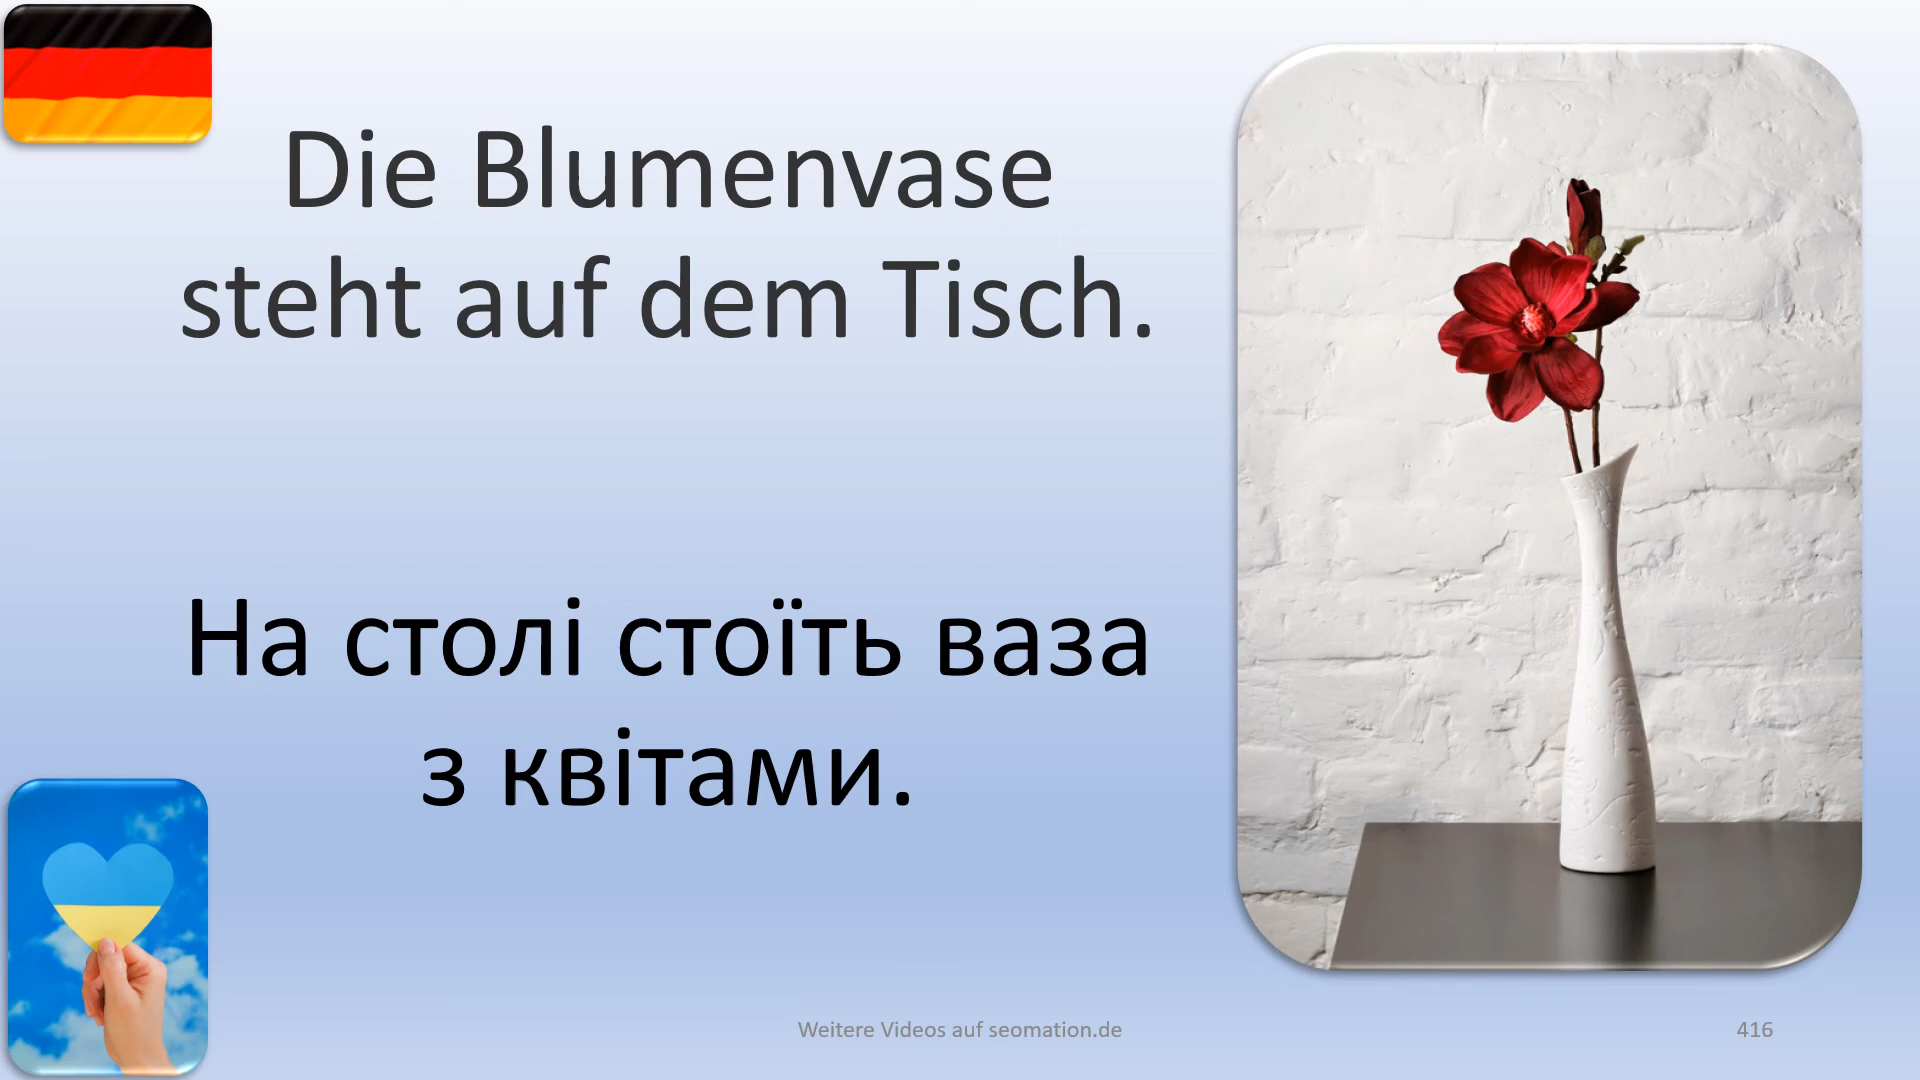 Die Blumenvase
steht auf dem Tisch.
На столі стоїть ваза
з квітами.
Weitere Videos auf seomation.de
416